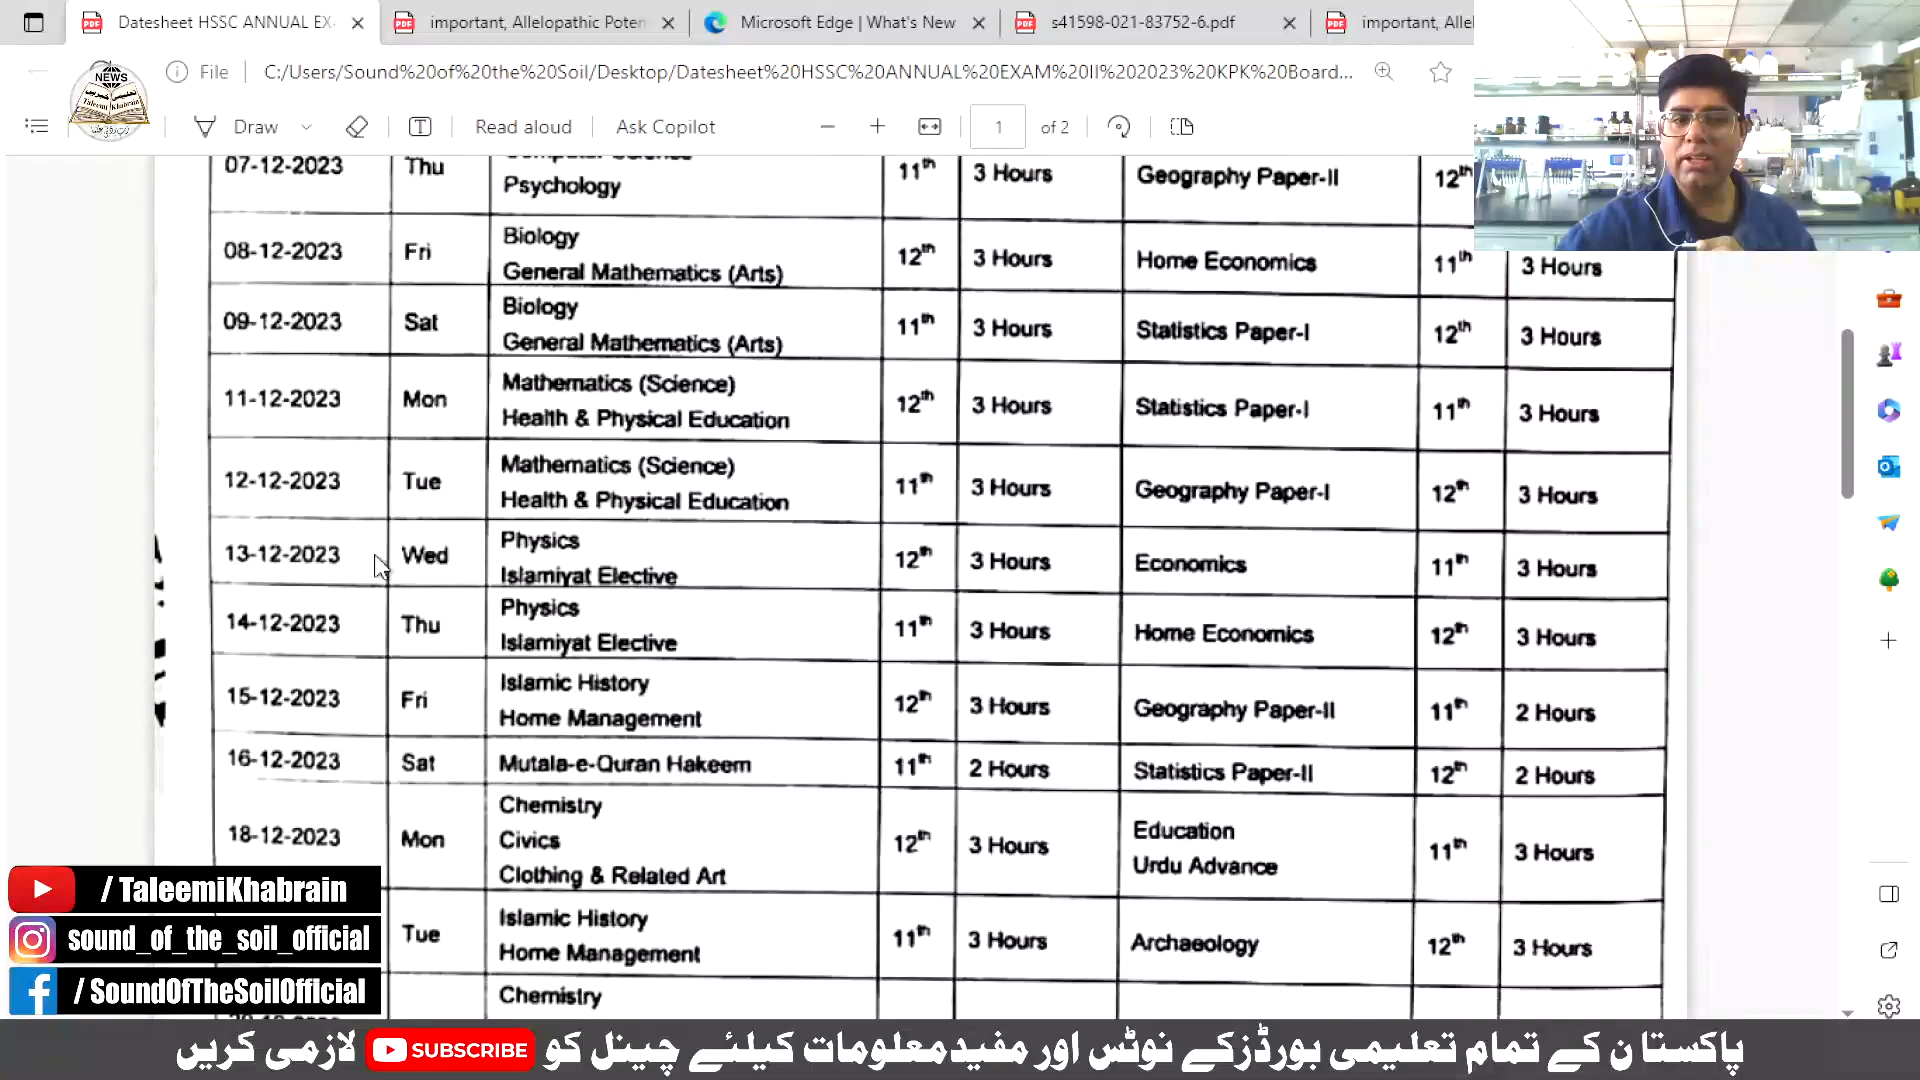 Datesheet HSSC ANNUAL EX
important, Allelopathic Poten
Microsoft Edge | What's New
s41598-021-83752-6.pdf
important, Allel
NEWS
Taleemi Khabrain
File
C:/Users/Sound%20of%20the%20Soil/Desktop/Datesheet%20HSSC%20ANNUAL%20EXAM%20II%202023%20KPK%20Board...
Draw
Read aloud
Ask Copilot
1 of 2
07-12-2023 Thu Computer Science
Psychology 11th 3 Hours Geography Paper-II 12th
08-12-2023 Fri Biology
General Mathematics (Arts) 12th 3 Hours Home Economics 11th 3 Hours
09-12-2023 Sat Biology
General Mathematics (Arts) 11th 3 Hours Statistics Paper-I 12th 3 Hours
11-12-2023 Mon Mathematics (Science)
Health & Physical Education 12th 3 Hours Statistics Paper-I 11th 3 Hours
12-12-2023 Tue Mathematics (Science)
Health & Physical Education 11th 3 Hours Geography Paper-I 12th 3 Hours
13-12-2023 Wed Physics
Islamiyat Elective 12th 3 Hours Economics 11th 3 Hours
14-12-2023 Thu Physics
Islamiyat Elective 11th 3 Hours Home Economics 12th 3 Hours
15-12-2023 Fri Islamic History
Home Management 12th 3 Hours Geography Paper-II 11th 2 Hours
16-12-2023 Sat Mutala-e-Quran Hakeem 11th 2 Hours Statistics Paper-II 12th 2 Hours
18-12-2023 Mon Chemistry
Civics
Clothing & Related Art 12th 3 Hours Education
Urdu Advance 11th 3 Hours
Tue Islamic History
Home Management 11th 3 Hours Archaeology 12th 3 Hours
Chemistry
/ TaleemiKhabrain
sound_of_the_soil_official
/ SoundOfTheSoilOfficial
پاکستان کے تمام تعلیمی بورڈز کے نوٹس اور مفید معلومات کیلئے چینل کو SUBSCRIBE لازمی کریں